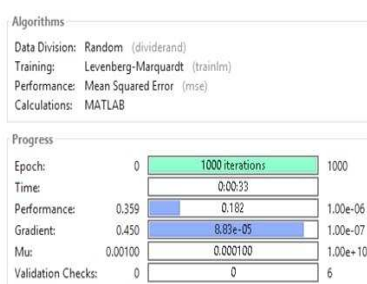 Algorithms
Data Division: Random (dividerand)
Training: Levenberg-Marquardt (trainlm)
Performance: Mean Squared Error (mse)
Calculations: MATLAB
Progress
Epoch: 0 1000 iterations 1000
Time: 0:00:33
Performance: 0.359 0.182 1.00e-06
Gradient: 0.450 8.83e-05 1.00e-07
Mu: 0.00100 0.000100 1.00e+10
Validation Checks: 0 0 6